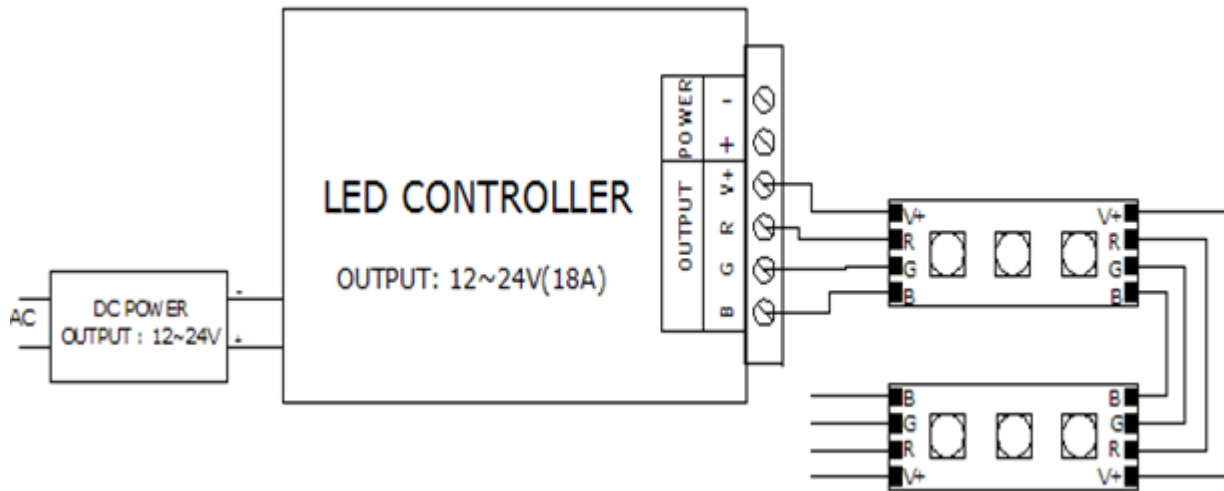 LED CONTROLLER
OUTPUT: 12~24V(18A)
POWER
-
+
OUTPUT
V+
R
G
B
AC
DC POWER
OUTPUT : 12~24V
-
+
V+
R
G
B
V+
R
G
B
B
G
R
V+
B
G
R
V+